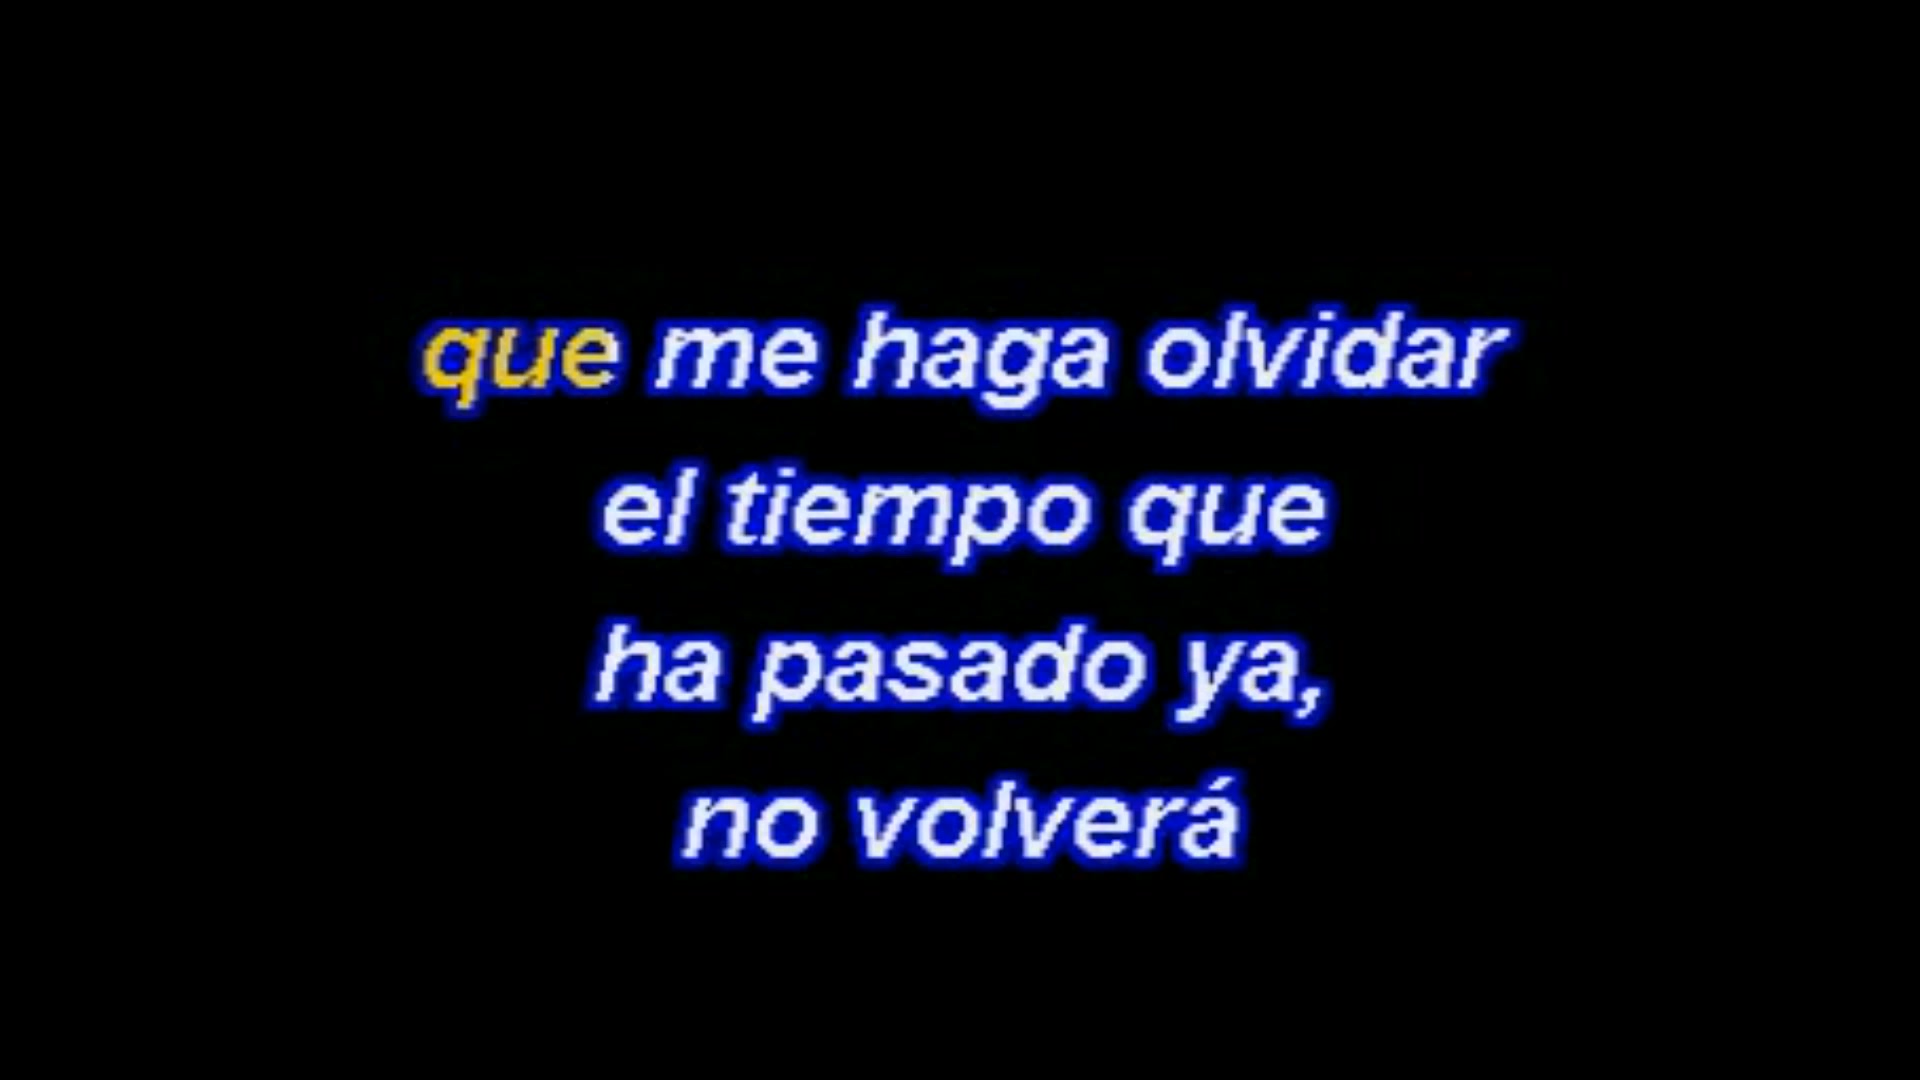 que me haga olvidar
el tiempo que
ha pasado ya,
no volverá